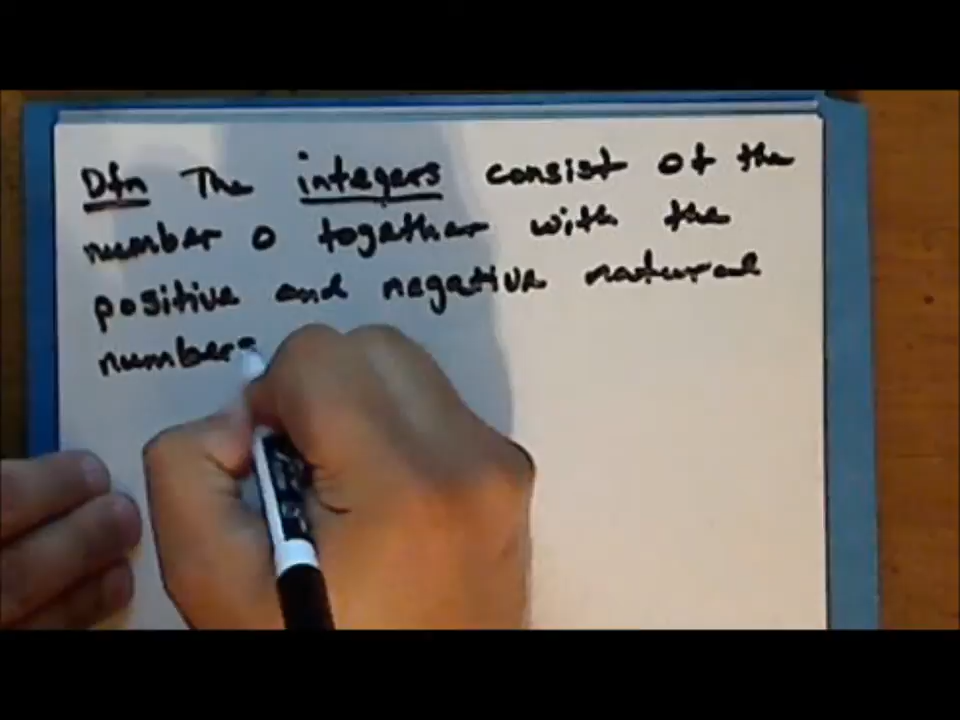 Dfn The integers consist of the
number 0 together with the
positive and negative natural
numbers